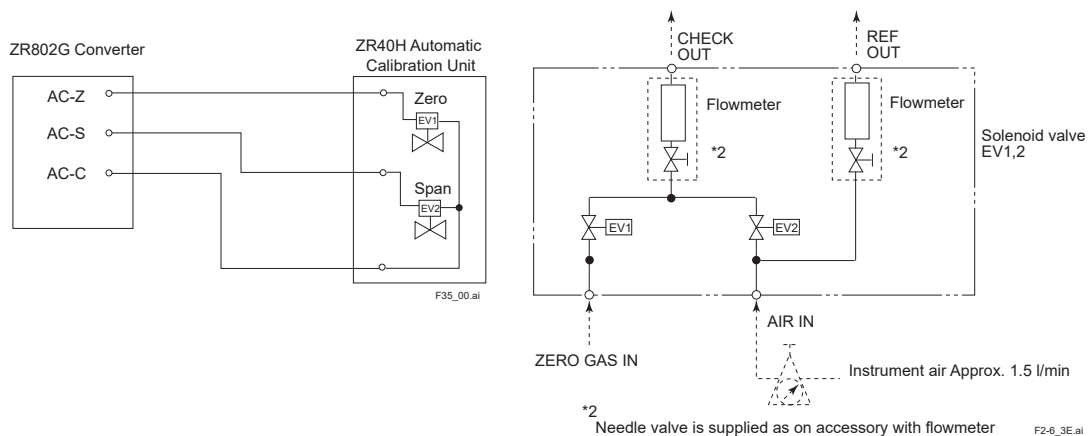 ZR802G Converter
AC-Z
AC-S
AC-C
ZR40H Automatic
Calibration Unit
Zero
EV1
Span
EV2
F35_00.ai
CHECK
OUT
REF
OUT
Flowmeter
*2
Flowmeter
*2
Solenoid valve
EV1,2
EV1
EV2
ZERO GAS IN
AIR IN
Instrument air Approx. 1.5 l/min
*2
Needle valve is supplied as on accessory with flowmeter
F2-6_3E.ai